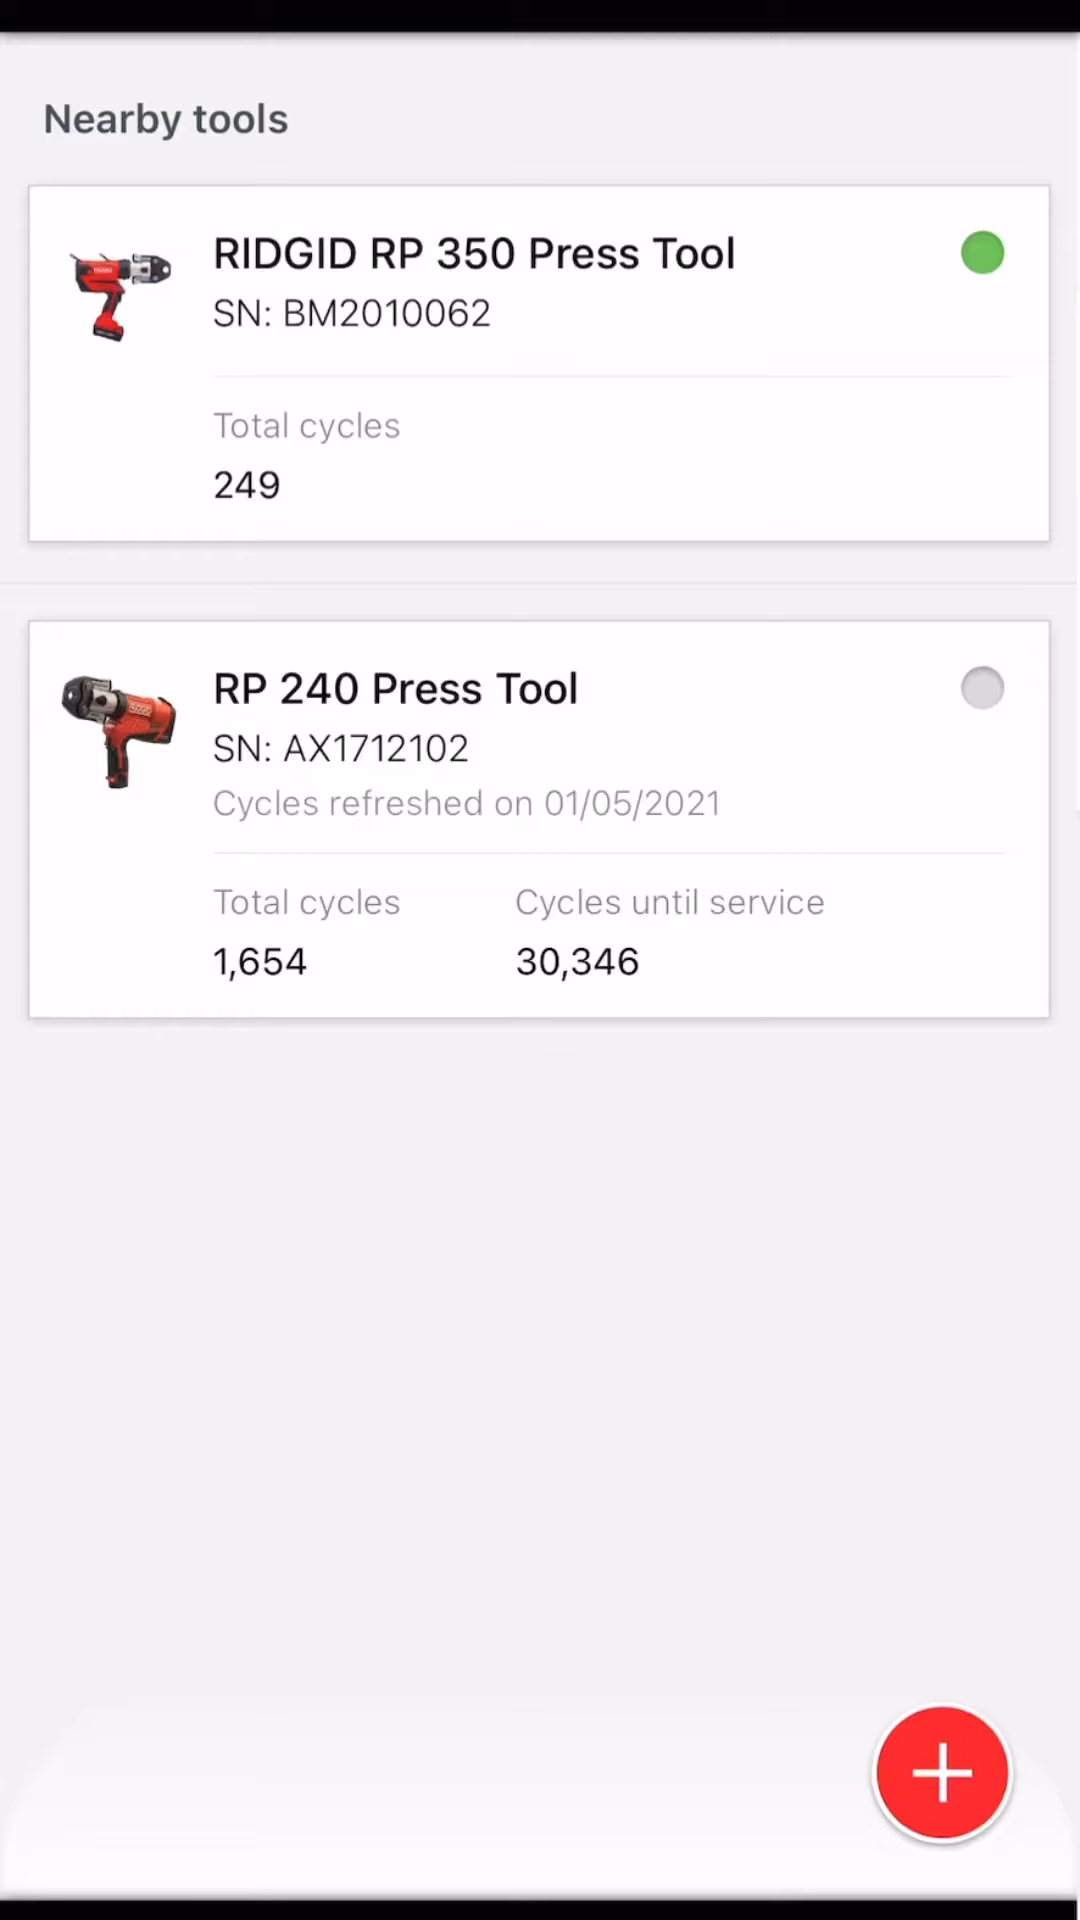 Nearby tools
RIDGID RP 350 Press Tool
SN: BM2010062
Total cycles
249
RP 240 Press Tool
SN: AX1712102
Cycles refreshed on 01/05/2021
Total cycles Cycles until service
1,654 30,346